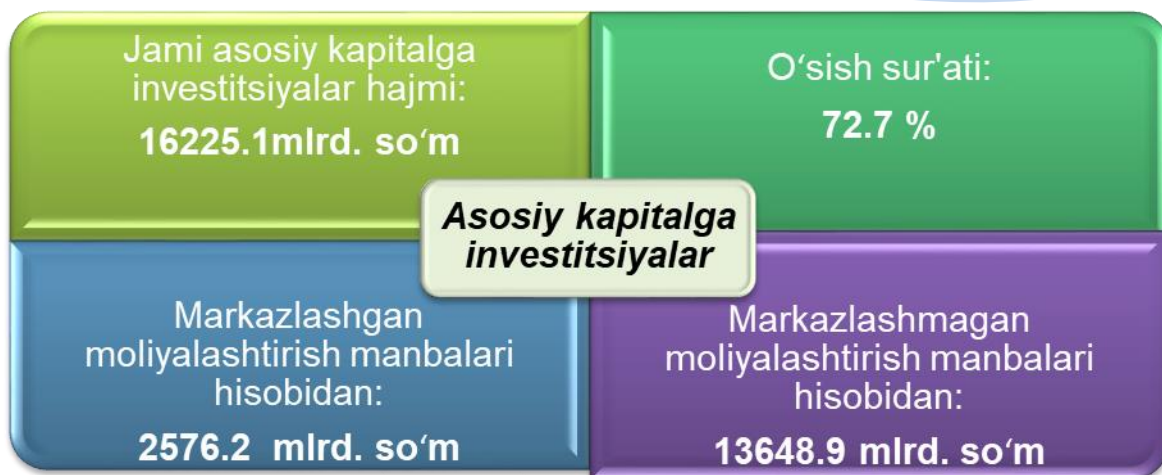 Jami asosiy kapitalga
investitsiyalar hajmi:
16225.1mlrd. so‘m
O‘sish sur'ati:
72.7 %
Asosiy kapitalga
investitsiyalar
Markazlashgan
moliyalashtirish manbalari
hisobidan:
2576.2 mlrd. so‘m
Markazlashmagan
moliyalashtirish manbalari
hisobidan:
13648.9 mlrd. so‘m